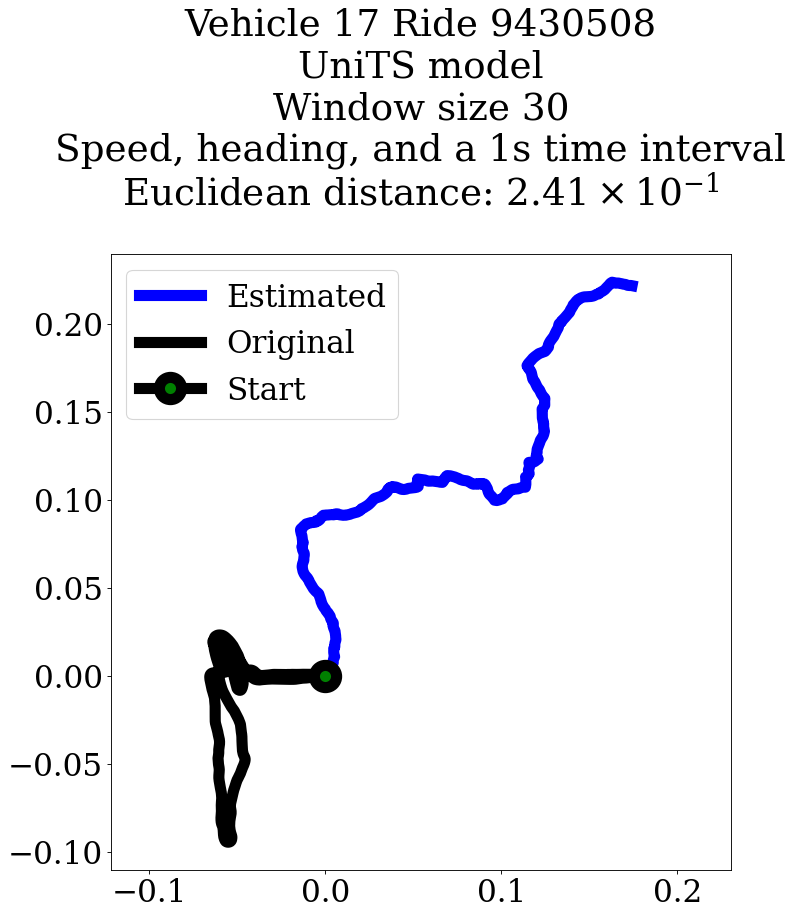 Vehicle 17 Ride 9430508
UniTS model
Window size 30
Speed, heading, and a 1s time interval
Euclidean distance: 2.41 × 10⁻¹
Estimated
Original
Start
0.20
0.15
0.10
0.05
0.00
−0.05
−0.10
−0.1 0.0 0.1 0.2